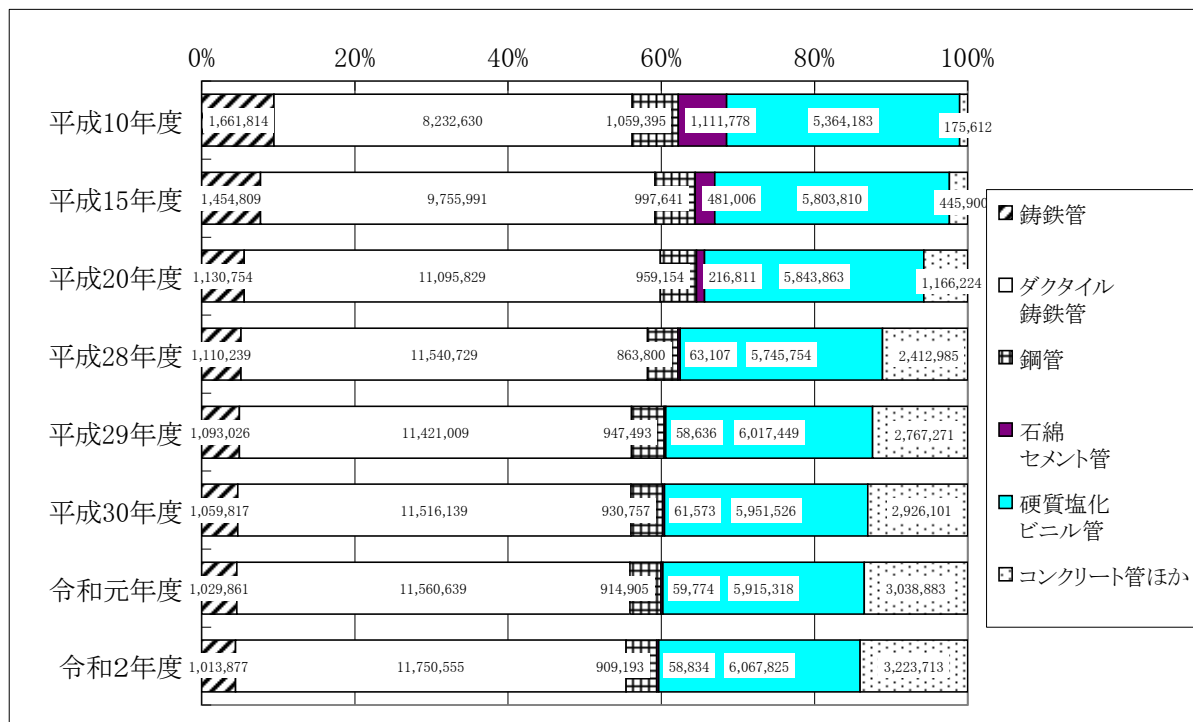 0% 20% 40% 60% 80% 100%
平成10年度 1,661,814 8,232,630 1,059,395 1,111,778 5,364,183 175,612
平成15年度 1,454,809 9,755,991 997,641 481,006 5,803,810 445,900
平成20年度 1,130,754 11,095,829 959,154 216,811 5,843,863 1,166,224
平成28年度 1,110,239 11,540,729 863,800 63,107 5,745,754 2,412,985
平成29年度 1,093,026 11,421,009 947,493 58,636 6,017,449 2,767,271
平成30年度 1,059,817 11,516,139 930,757 61,573 5,951,526 2,926,101
令和元年度 1,029,861 11,560,639 914,905 59,774 5,915,318 3,038,883
令和2年度 1,013,877 11,750,555 909,193 58,834 6,067,825 3,223,713
鋳鉄管
ダクタイル
鋳鉄管
鋼管
石綿
セメント管
硬質塩化
ビニル管
コンクリート管ほか